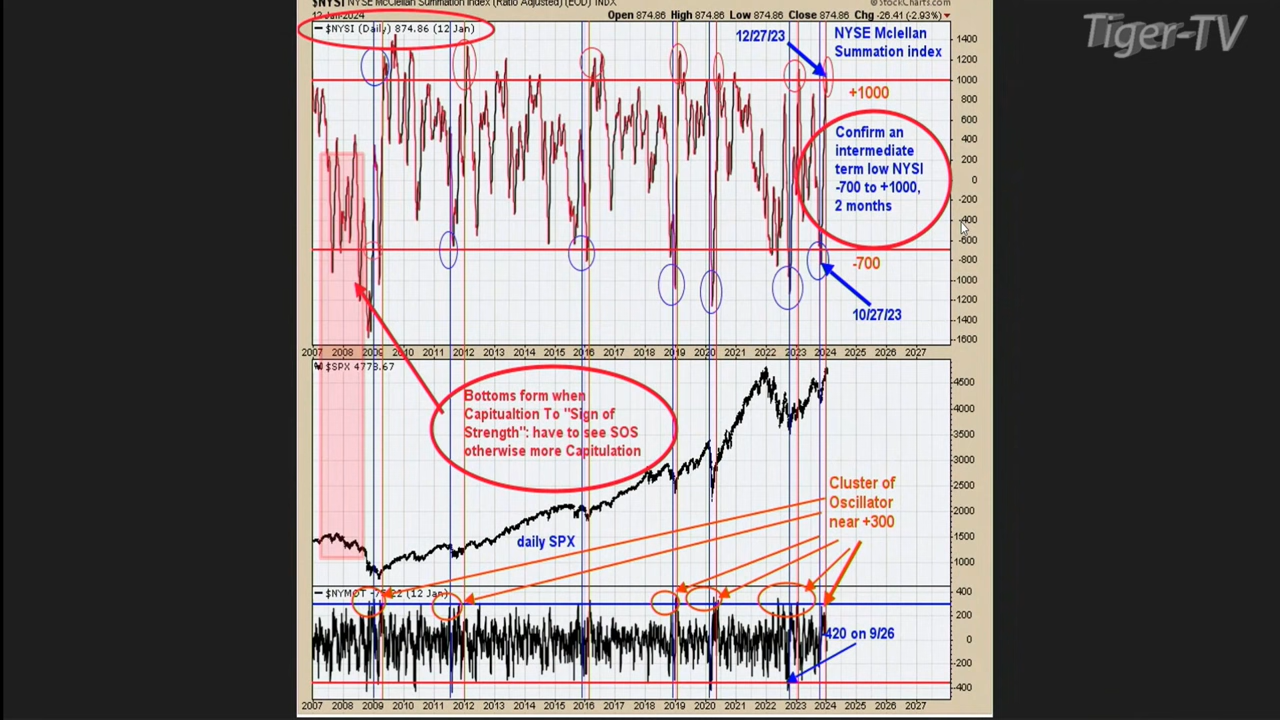 $NYSI NYSE McClellan Summation Index (Ratio Adjusted) (EOD) INDX
© StockCharts.com
12 Jan-2024
Open 874.86 High 874.86 Low 874.86 Close 874.86 Chg -26.41 (-2.93%)
Tiger-TV
$NYSI (Daily) 874.86 (12 Jan)
12/27/23
NYSE Mclellan
Summation index
+1000
Confirm an
intermediate
term low NYSI
-700 to +1000,
2 months
-700
10/27/23
1400
1200
1000
800
600
400
200
0
-200
-400
-600
-800
-1000
-1200
-1400
-1600
2007 2008 2009 2010 2011 2012 2013 2014 2015 2016 2017 2018 2019 2020 2021 2022 2023 2024 2025 2026 2027
$SPX 4773.67
Bottoms form when
Capitualtion To "Sign of
Strength": have to see SOS
otherwise more Capitulation
daily SPX
Cluster of
Oscillator
near +300
4500
4000
3500
3000
2500
2000
1500
1000
$NYMOT (12 Jan)
420 on 9/26
400
200
0
-200
-400
2007 2008 2009 2010 2011 2012 2013 2014 2015 2016 2017 2018 2019 2020 2021 2022 2023 2024 2025 2026 2027